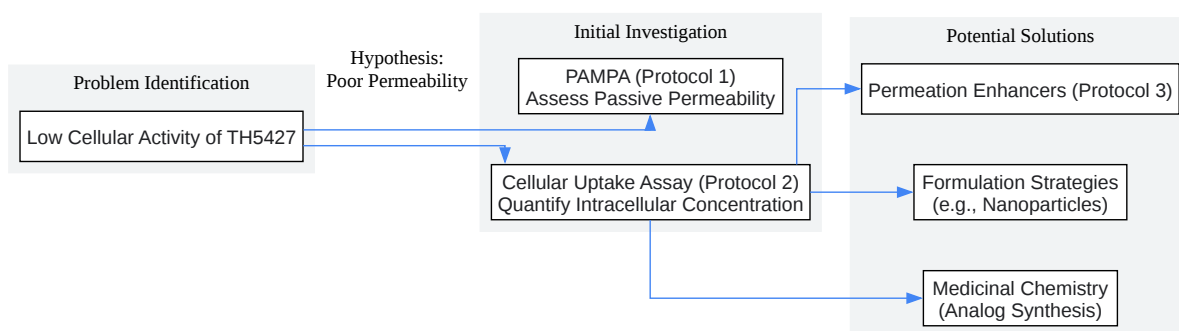 Problem Identification
Low Cellular Activity of TH5427
Hypothesis:
Poor Permeability
Initial Investigation
PAMPA (Protocol 1)
Assess Passive Permeability
Cellular Uptake Assay (Protocol 2)
Quantify Intracellular Concentration
Potential Solutions
Permeation Enhancers (Protocol 3)
Formulation Strategies
(e.g., Nanoparticles)
Medicinal Chemistry
(Analog Synthesis)